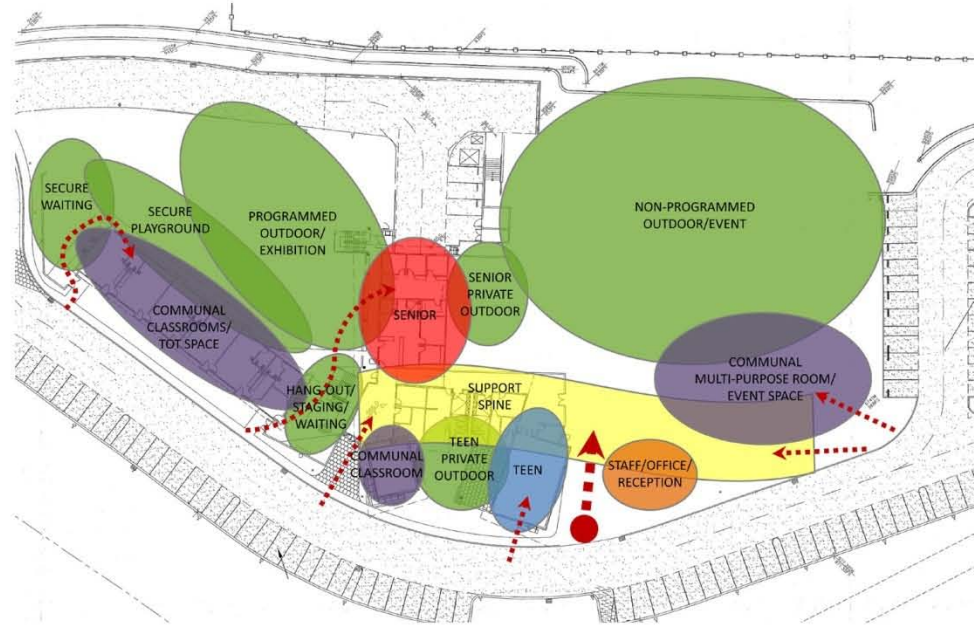 SECURE
WAITING
SECURE
PLAYGROUND
PROGRAMMED
OUTDOOR/
EXHIBITION
NON-PROGRAMMED
OUTDOOR/EVENT
SENIOR
PRIVATE
OUTDOOR
SENIOR
COMMUNAL
CLASSROOMS/
TOT SPACE
COMMUNAL
MULTI-PURPOSE ROOM/
EVENT SPACE
HANG OUT/
STAGING/
WAITING
SUPPORT
SPINE
COMMUNAL
CLASSROOM
TEEN
PRIVATE
OUTDOOR
TEEN
STAFF/OFFICE/
RECEPTION